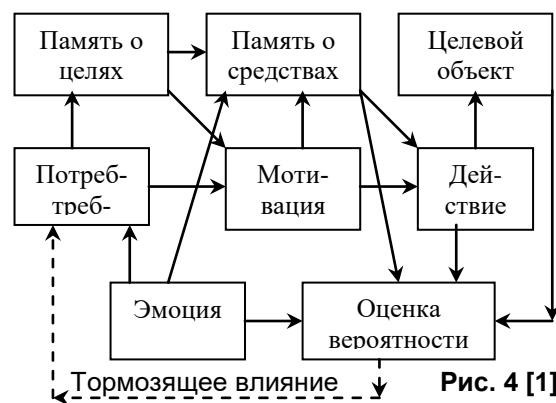 Память о
целях
Память о
средствах
Целевой
объект
Потреб-
треб-
Моти-
вация
Дей-
ствие
Эмоция
Оценка
вероятности
Тормозящее влияние
Рис. 4 [1]